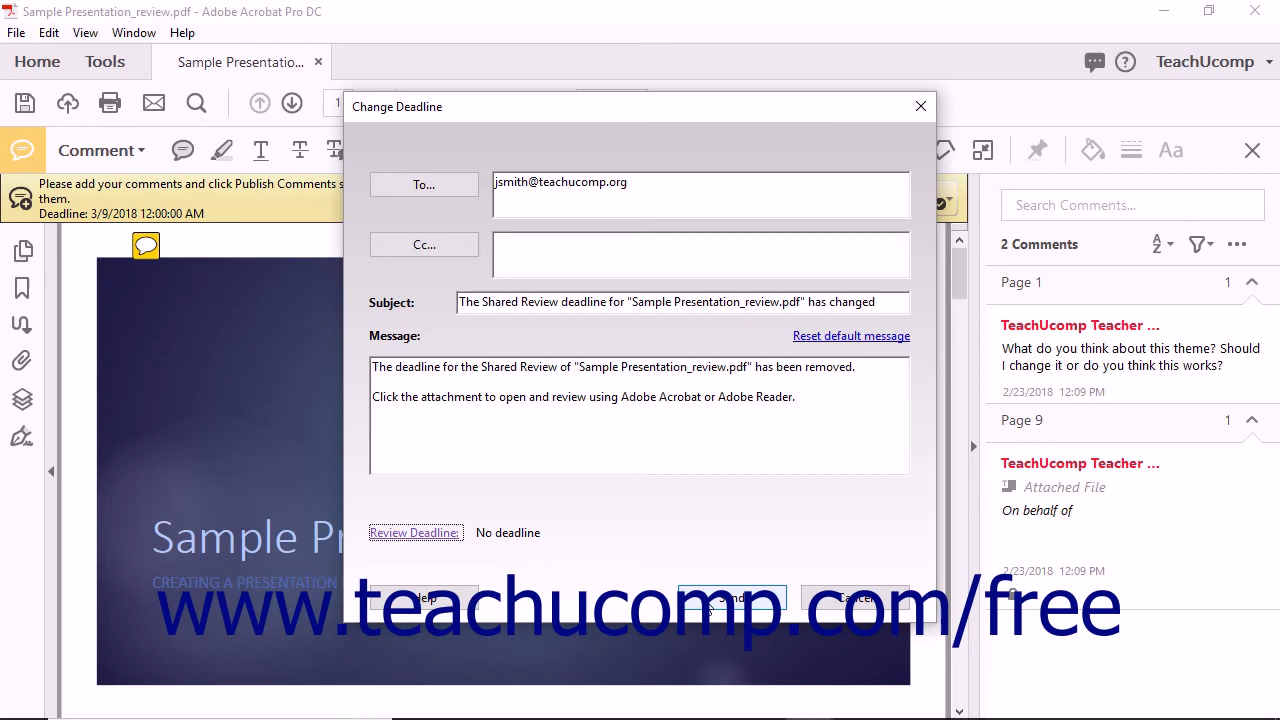 Sample Presentation_review.pdf - Adobe Acrobat Pro DC
File Edit View Window Help
Home Tools Sample Presentatio... TeachUcomp
1
Comment
Aa
Please add your comments and click Publish Comments s
them.
Deadline: 3/9/2018 12:00:00 AM
Change Deadline
To... jsmith@teachucomp.org
Cc...
Subject: The Shared Review deadline for "Sample Presentation_review.pdf" has changed
Message: Reset default message
The deadline for the Shared Review of "Sample Presentation_review.pdf" has been removed.
Click the attachment to open and review using Adobe Acrobat or Adobe Reader.
Review Deadline: No deadline
Help Send Cancel
Search Comments...
2 Comments
Page 1 1
TeachUcomp Teacher ...
What do you think about this theme? Should
I change it or do you think this works?
2/23/2018 12:09 PM
Page 9 1
TeachUcomp Teacher ...
Attached File
On behalf of
2/23/2018 12:09 PM
Sample Pr
CREATING A PRESENTATION
www.teachucomp.com/free